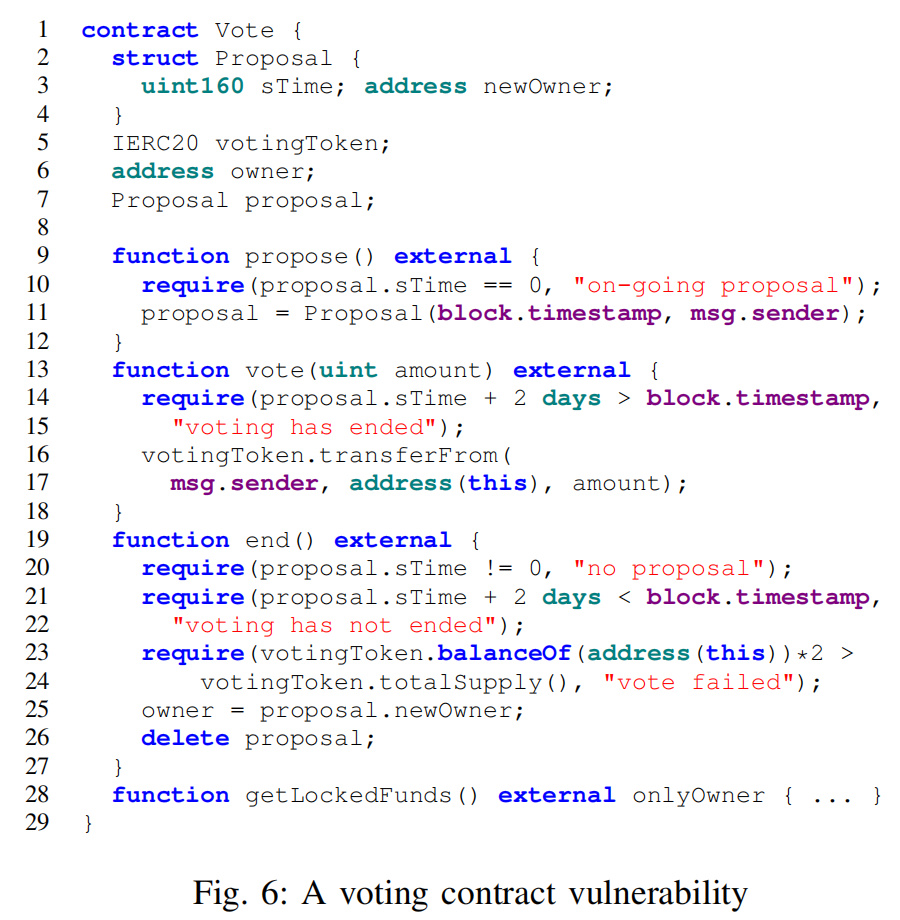 1 contract Vote {
2 struct Proposal {
3 uint160 sTime; address newOwner;
4 }
5 IERC20 votingToken;
6 address owner;
7 Proposal proposal;
8
9 function propose() external {
10 require(proposal.sTime == 0, "on-going proposal");
11 proposal = Proposal(block.timestamp, msg.sender);
12 }
13 function vote(uint amount) external {
14 require(proposal.sTime + 2 days > block.timestamp,
15 "voting has ended");
16 votingToken.transferFrom(
17 msg.sender, address(this), amount);
18 }
19 function end() external {
20 require(proposal.sTime != 0, "no proposal");
21 require(proposal.sTime + 2 days < block.timestamp,
22 "voting has not ended");
23 require(votingToken.balanceOf(address(this))*2 >
24 votingToken.totalSupply(), "vote failed");
25 owner = proposal.newOwner;
26 delete proposal;
27 }
28 function getLockedFunds() external onlyOwner { ... }
29 }
Fig. 6: A voting contract vulnerability